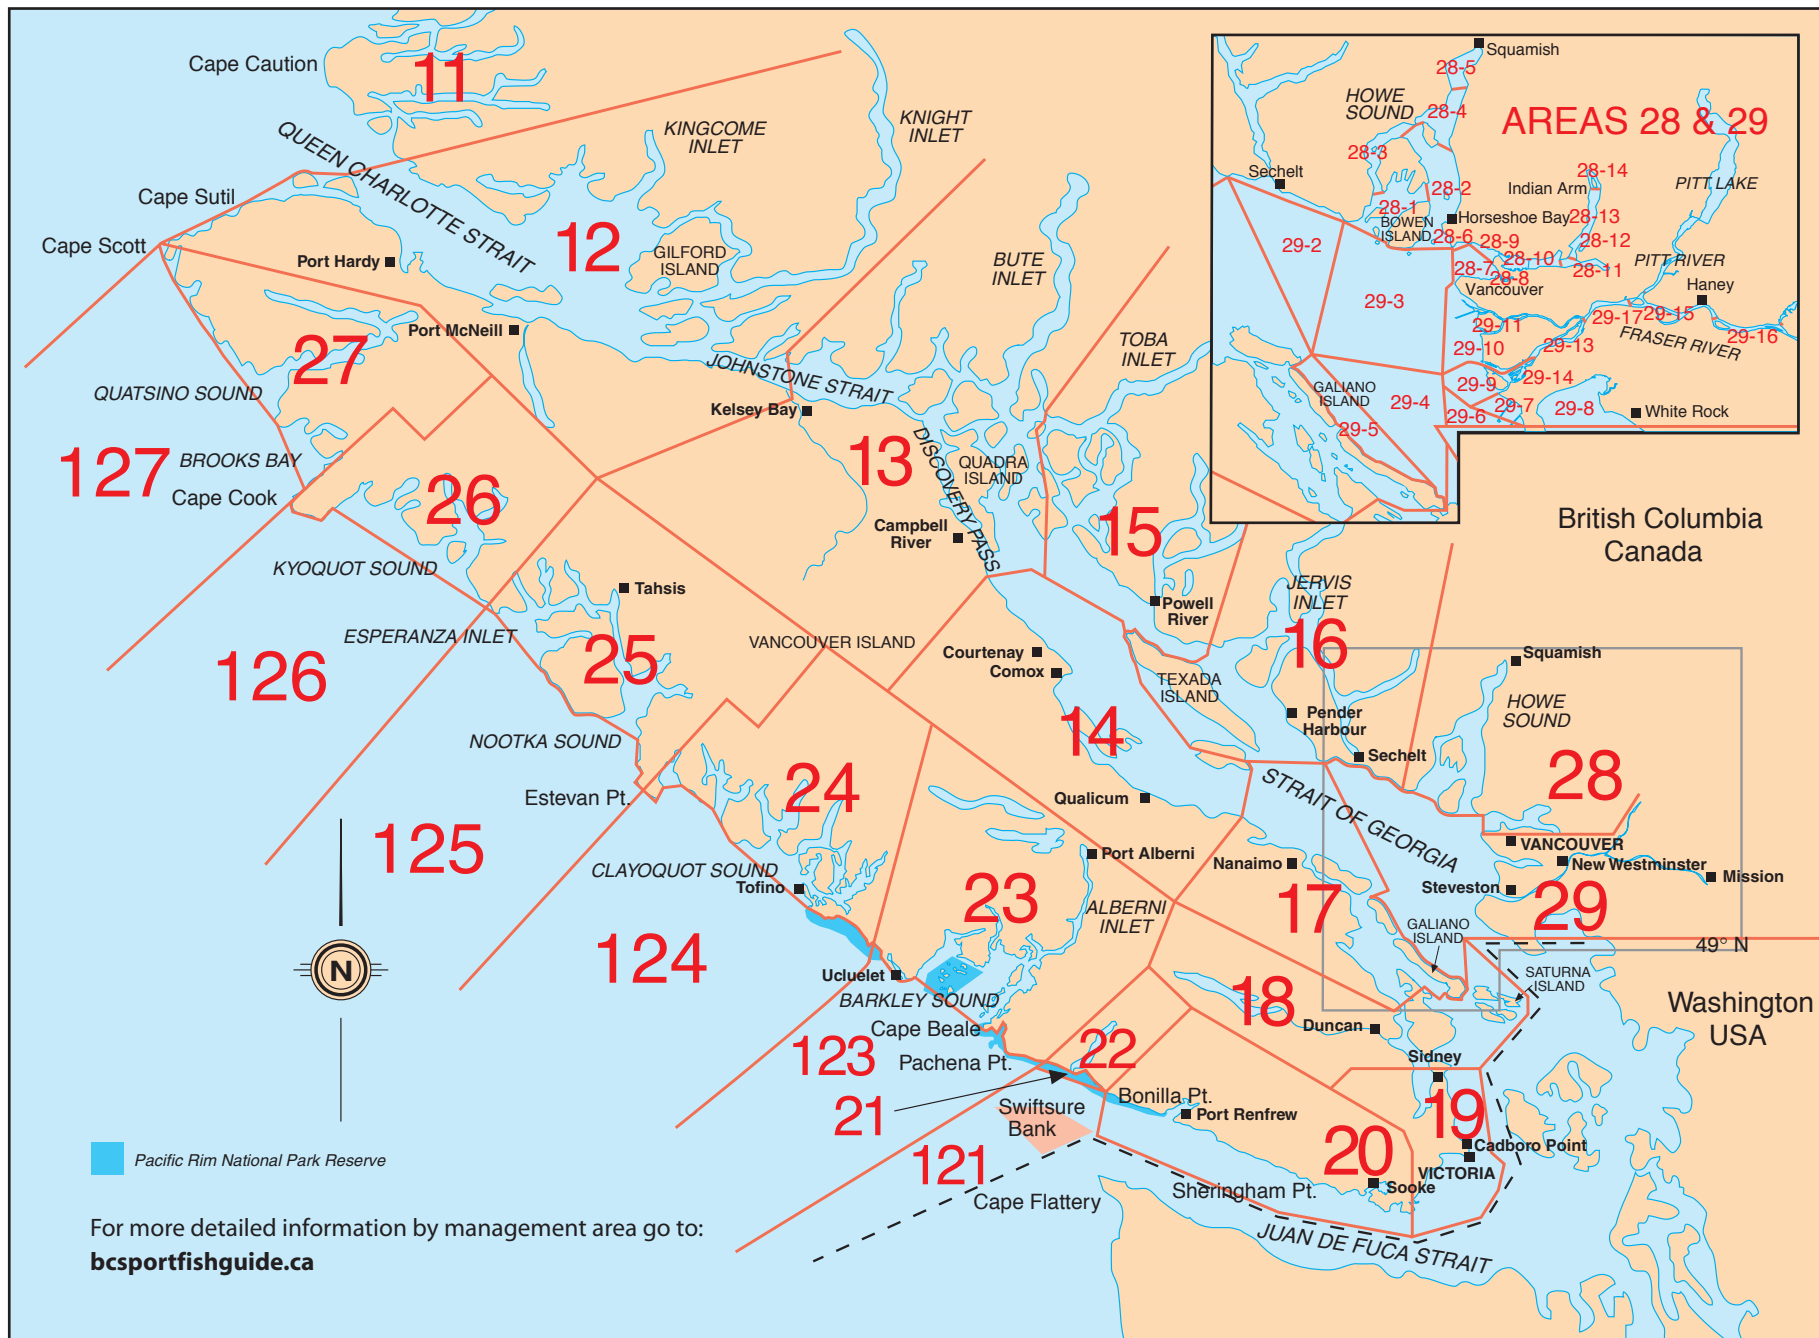 Cape Caution
11
KNIGHT
INLET
KINGCOME
INLET
QUEEN CHARLOTTE STRAIT
Cape Sutil
Cape Scott
12
GILFORD
ISLAND
Port Hardy
BUTE
INLET
Port McNeill
27
TOBA
INLET
JOHNSTONE STRAIT
QUATSINO SOUND
Kelsey Bay
127
BROOKS BAY
Cape Cook
26
13
DISCOVERY PASS
QUADRA
ISLAND
Campbell
River
15
KYOQUOT SOUND
Tahsis
Powell
River
JERVIS
INLET
16
ESPERANZA INLET
126
25
VANCOUVER ISLAND
Courtenay
Comox
TEXADA
ISLAND
Pender
Harbour
Sechelt
Squamish
HOWE
SOUND
28
NOOTKA SOUND
14
Estevan Pt.
24
Qualicum
STRAIT OF GEORGIA
125
CLAYOQUOT SOUND
Tofino
Port Alberni
Nanaimo
VANCOUVER
New Westminster
Steveston
Mission
23
ALBERNI
INLET
17
29
GALIANO
ISLAND
49° N
124
Ucluelet
BARKLEY SOUND
SATURNA
ISLAND
18
Duncan
Cape Beale
123
Pachena Pt.
22
Sidney
21
Bonilla Pt.
Swiftsure
Bank
Port Renfrew
19
Cadboro Point
VICTORIA
20
Sooke
121
Sheringham Pt.
Cape Flattery
JUAN DE FUCA STRAIT
British Columbia
Canada
Washington
USA
N
Pacific Rim National Park Reserve
For more detailed information by management area go to:
bcsportfishguide.ca
AREAS 28 & 29
Squamish
28-5
HOWE
SOUND
28-4
28-3
Sechelt
28-14
Indian Arm
PITT LAKE
28-2
28-1
BOWEN
ISLAND
Horseshoe Bay
28-13
28-6
28-9
28-12
29-2
28-10
28-7
28-8
28-11
PITT RIVER
Vancouver
Haney
29-3
29-11
29-17
29-15
29-16
FRASER RIVER
29-10
29-13
29-9
29-14
GALIANO
ISLAND
29-4
29-6
29-7
29-8
White Rock
29-5